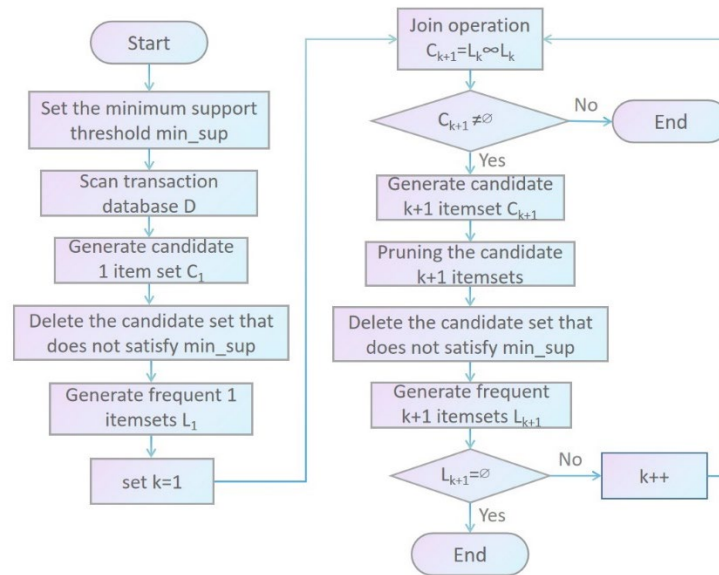 Start
Set the minimum support
threshold min_sup
Scan transaction
database D
Generate candidate
1 item set C₁
Delete the candidate set that
does not satisfy min_sup
Generate frequent 1
itemsets L₁
set k=1
Join operation
Cₖ₊₁=Lₖ∞Lₖ
Cₖ₊₁≠∅
No
End
Yes
Generate candidate
k+1 itemset Cₖ₊₁
Pruning the candidate
k+1 itemsets
Delete the candidate set that
does not satisfy min_sup
Generate frequent
k+1 itemsets Lₖ₊₁
Lₖ₊₁=∅
No
k++
Yes
End